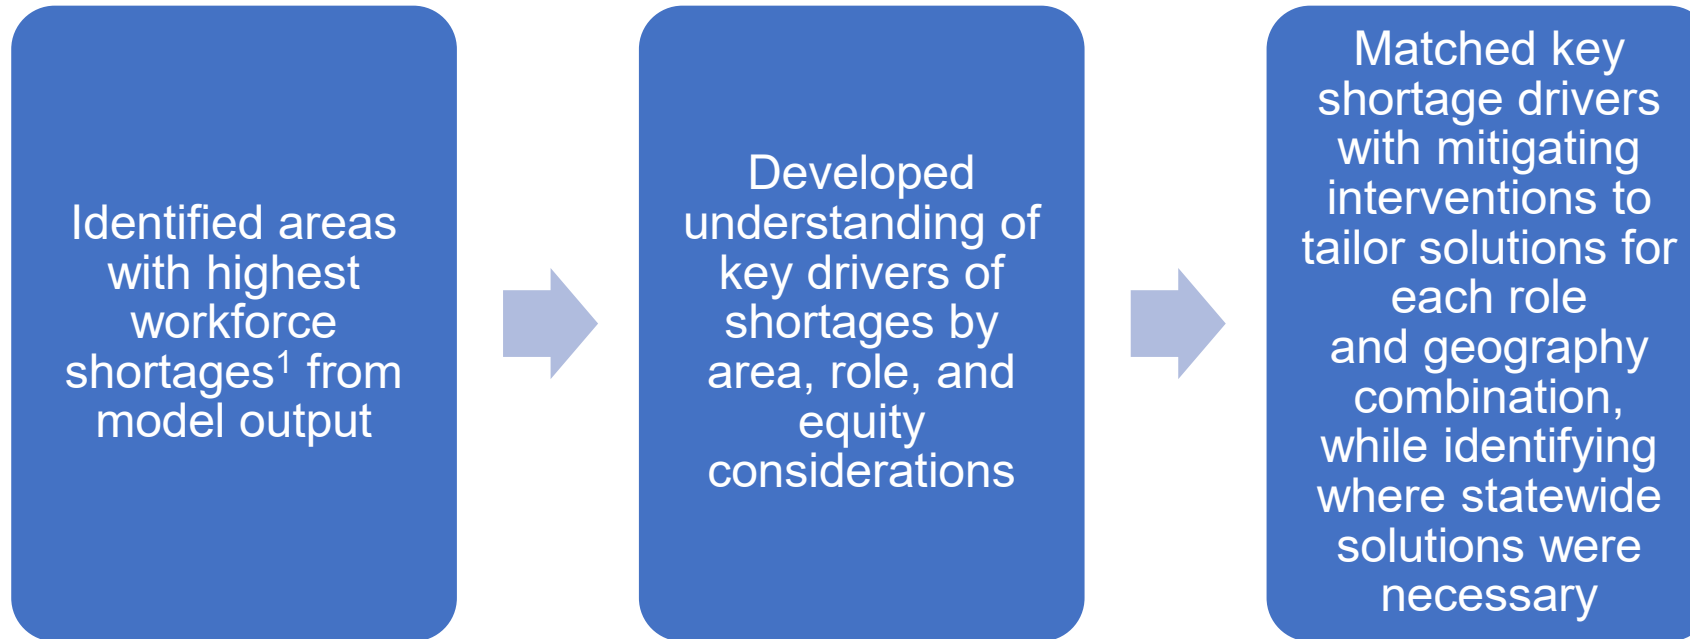 Identified areas
with highest
workforce
shortages¹ from
model output
Developed
understanding of
key drivers of
shortages by
area, role, and
equity
considerations
Matched key
shortage drivers
with mitigating
interventions to
tailor solutions for
each role
and geography
combination,
while identifying
where statewide
solutions were
necessary